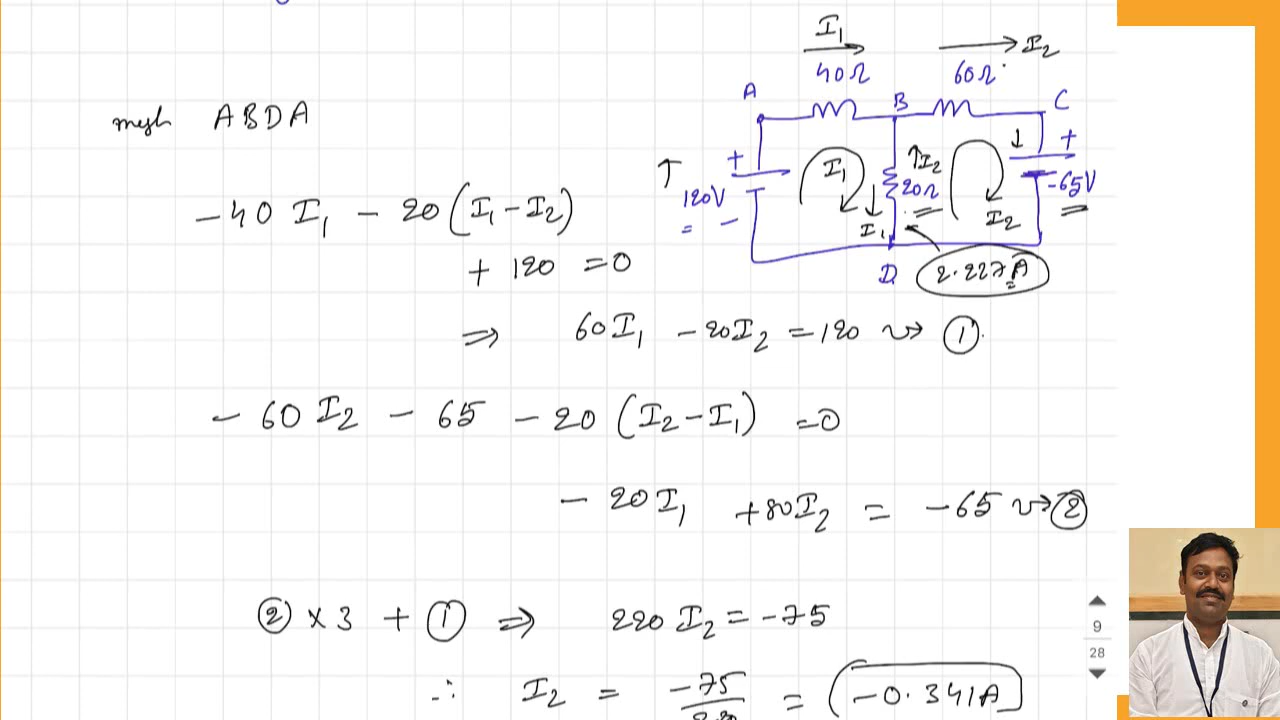 I₁
I₂
40Ω 60Ω
A B C
mesh ABDA
+ I₁ ↑I₂ +
120V 20Ω -65V
= - I₁ = I₂ =
D 2.227A
-40 I₁ - 20(I₁-I₂)
+ 120 =0
⇒ 60I₁ -20I₂ =120 ↝ ①
- 60 I₂ - 65 - 20 (I₂-I₁) =0
- 20I₁ +80I₂ = -65 ↝ ②
② × 3 + ① ⇒ 220 I₂ = -75
∴ I₂ = -75/220 = -0.341A
9
28